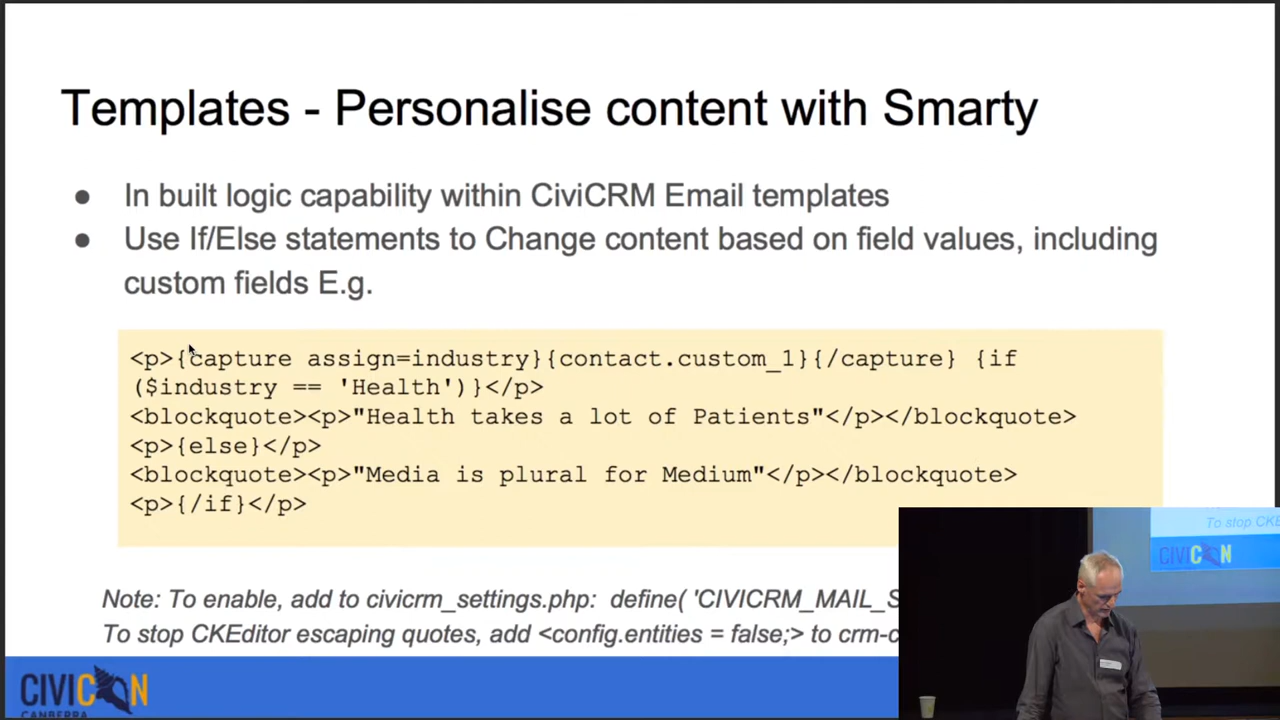 Templates - Personalise content with Smarty
● In built logic capability within CiviCRM Email templates
● Use If/Else statements to Change content based on field values, including
custom fields E.g.
<p>{capture assign=industry}{contact.custom_1}{/capture} {if
($industry == 'Health')}</p>
<blockquote><p>"Health takes a lot of Patients"</p></blockquote>
<p>{else}</p>
<blockquote><p>"Media is plural for Medium"</p></blockquote>
<p>{/if}</p>
Note: To enable, add to civicrm_settings.php: define( 'CIVICRM_MAIL_S
To stop CKEditor escaping quotes, add <config.entities = false;> to crm-c
To stop CKE
CIVICON
CIVICON
CANBERRA